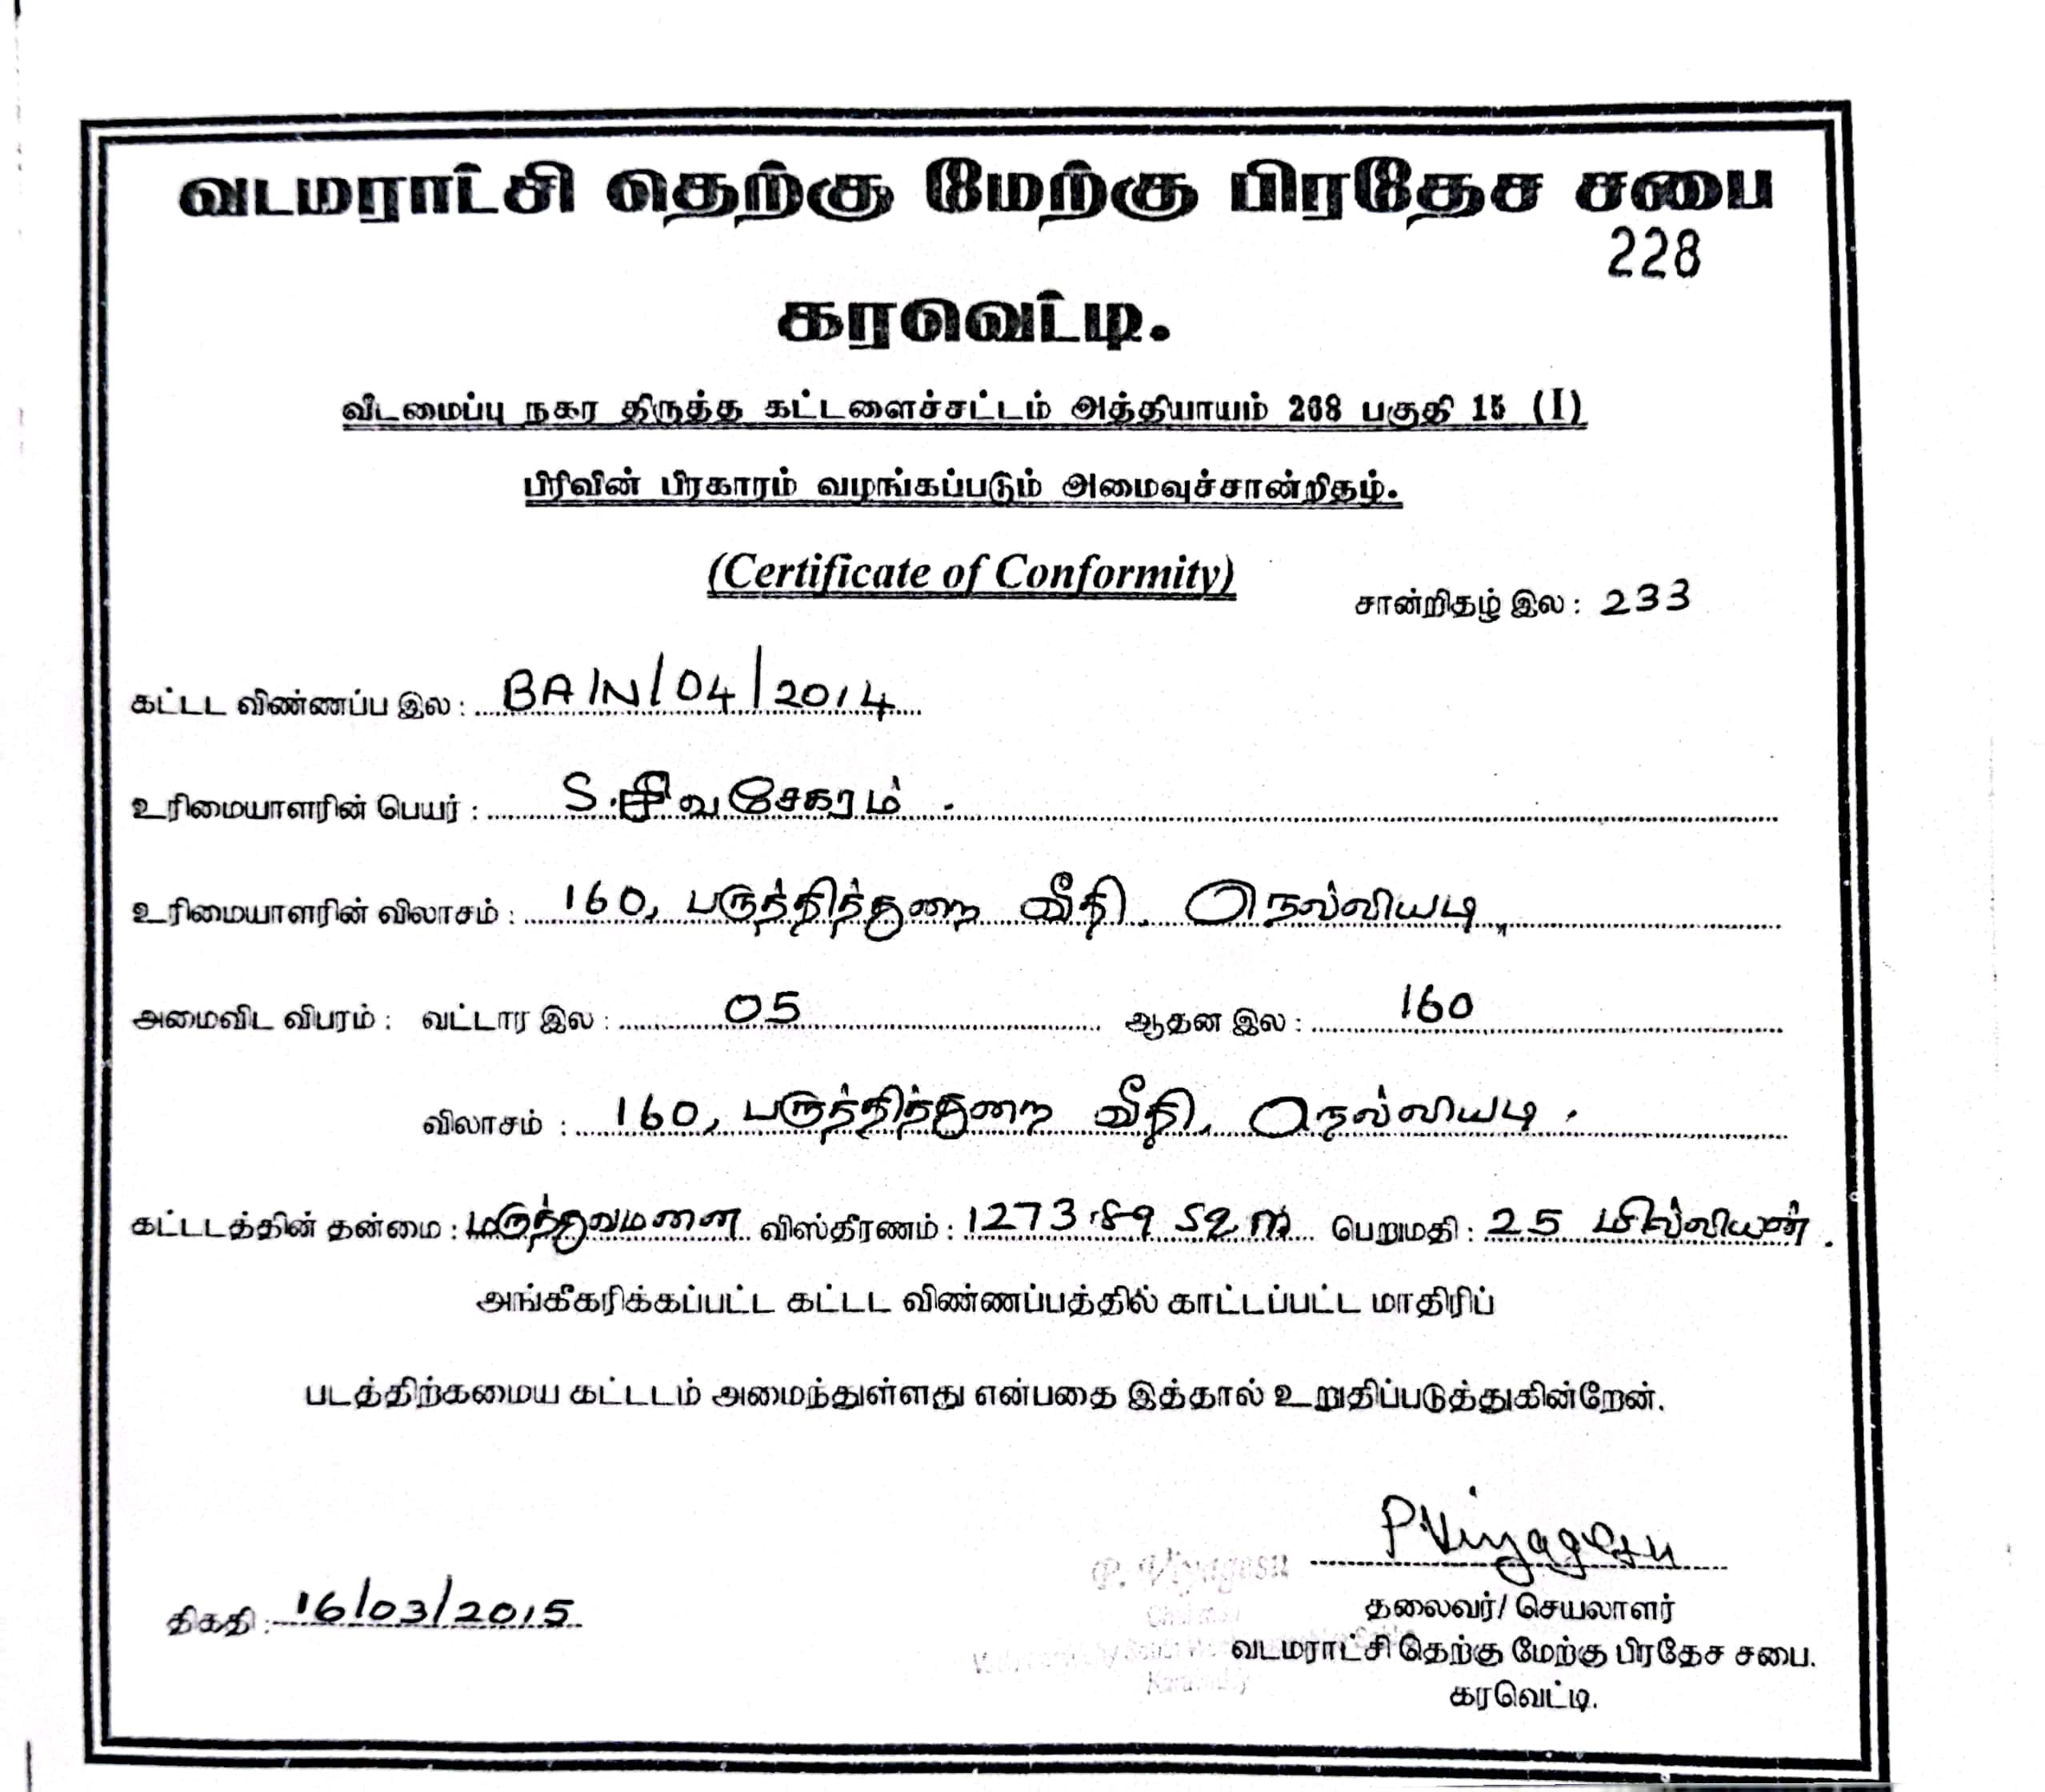 வடமராட்சி தெற்கு மேற்கு பிரதேச சபை
228
கரவெட்டி.
வீடமைப்பு நகர திருத்த கட்டளைச்சட்டம் அத்தியாயம் 268 பகுதி 15 (I)
பிரிவின் பிரகாரம் வழங்கப்படும் அமைவுச்சான்றிதழ்.
(Certificate of Conformity)
சான்றிதழ் இல : 233
கட்டட விண்ணப்ப இல : BA/N/04/2014
உரிமையாளரின் பெயர் : S. சிவசேகரம்.
உரிமையாளரின் விலாசம் : 160, பருத்தித்துறை வீதி, நெல்லியடி
அமைவிட விபரம் : வட்டார இல : 05 ஆதன இல : 160
விலாசம் : 160, பருத்தித்துறை வீதி, நெல்லியடி.
கட்டடத்தின் தன்மை : மருத்துவமனை விஸ்தீரணம் : 1273.89 sq.m பெறுமதி : 25 மில்லியன்.
அங்கீகரிக்கப்பட்ட கட்டட விண்ணப்பத்தில் காட்டப்பட்ட மாதிரிப்
படத்திற்கமைய கட்டடம் அமைந்துள்ளது என்பதை இத்தால் உறுதிப்படுத்துகின்றேன்.
P. Viyagesu
P. Viyagesu
Chairman
திகதி : 16/03/2015
தலைவர்/ செயலாளர்
வடமராட்சி தெற்கு மேற்கு பிரதேச சபை.
கரவெட்டி.